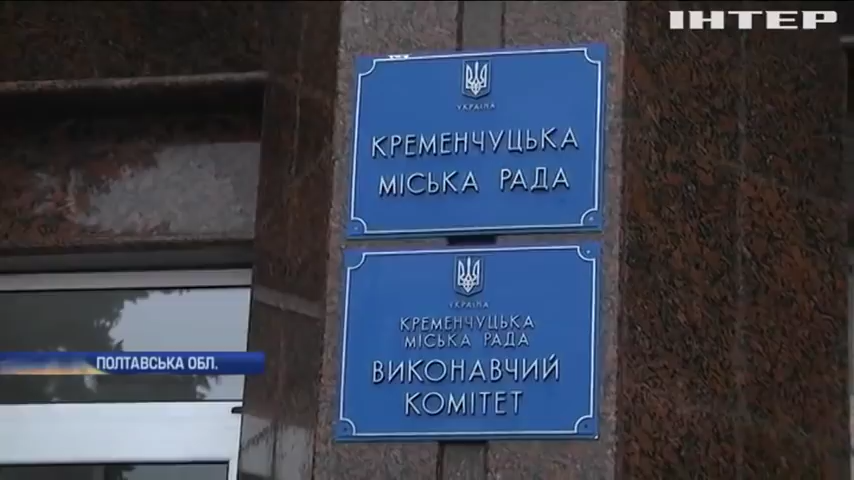 ІНТЕР
УКРАЇНА
КРЕМЕНЧУЦЬКА
МІСЬКА РАДА
УКРАЇНА
КРЕМЕНЧУЦЬКА
МІСЬКА РАДА
ВИКОНАВЧИЙ
КОМІТЕТ
ПОЛТАВСЬКА ОБЛ.